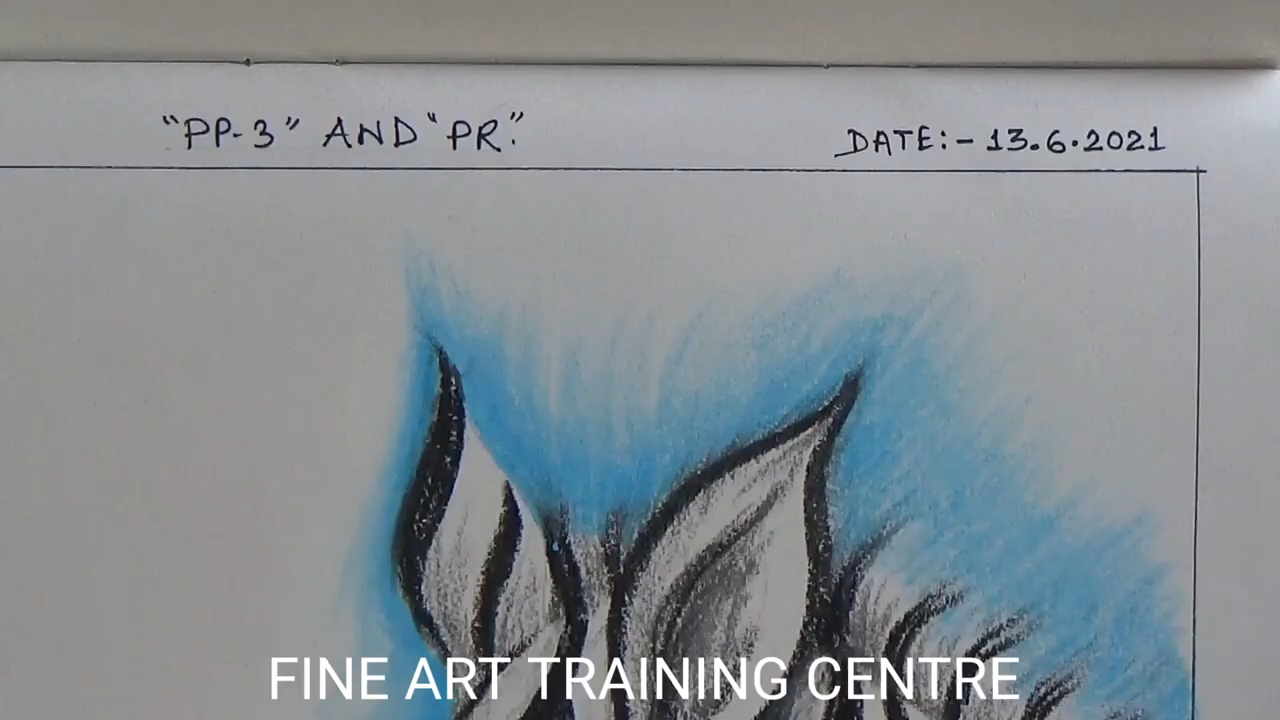 "PP-3" AND "PR."
DATE:- 13.6.2021
FINE ART TRAINING CENTRE